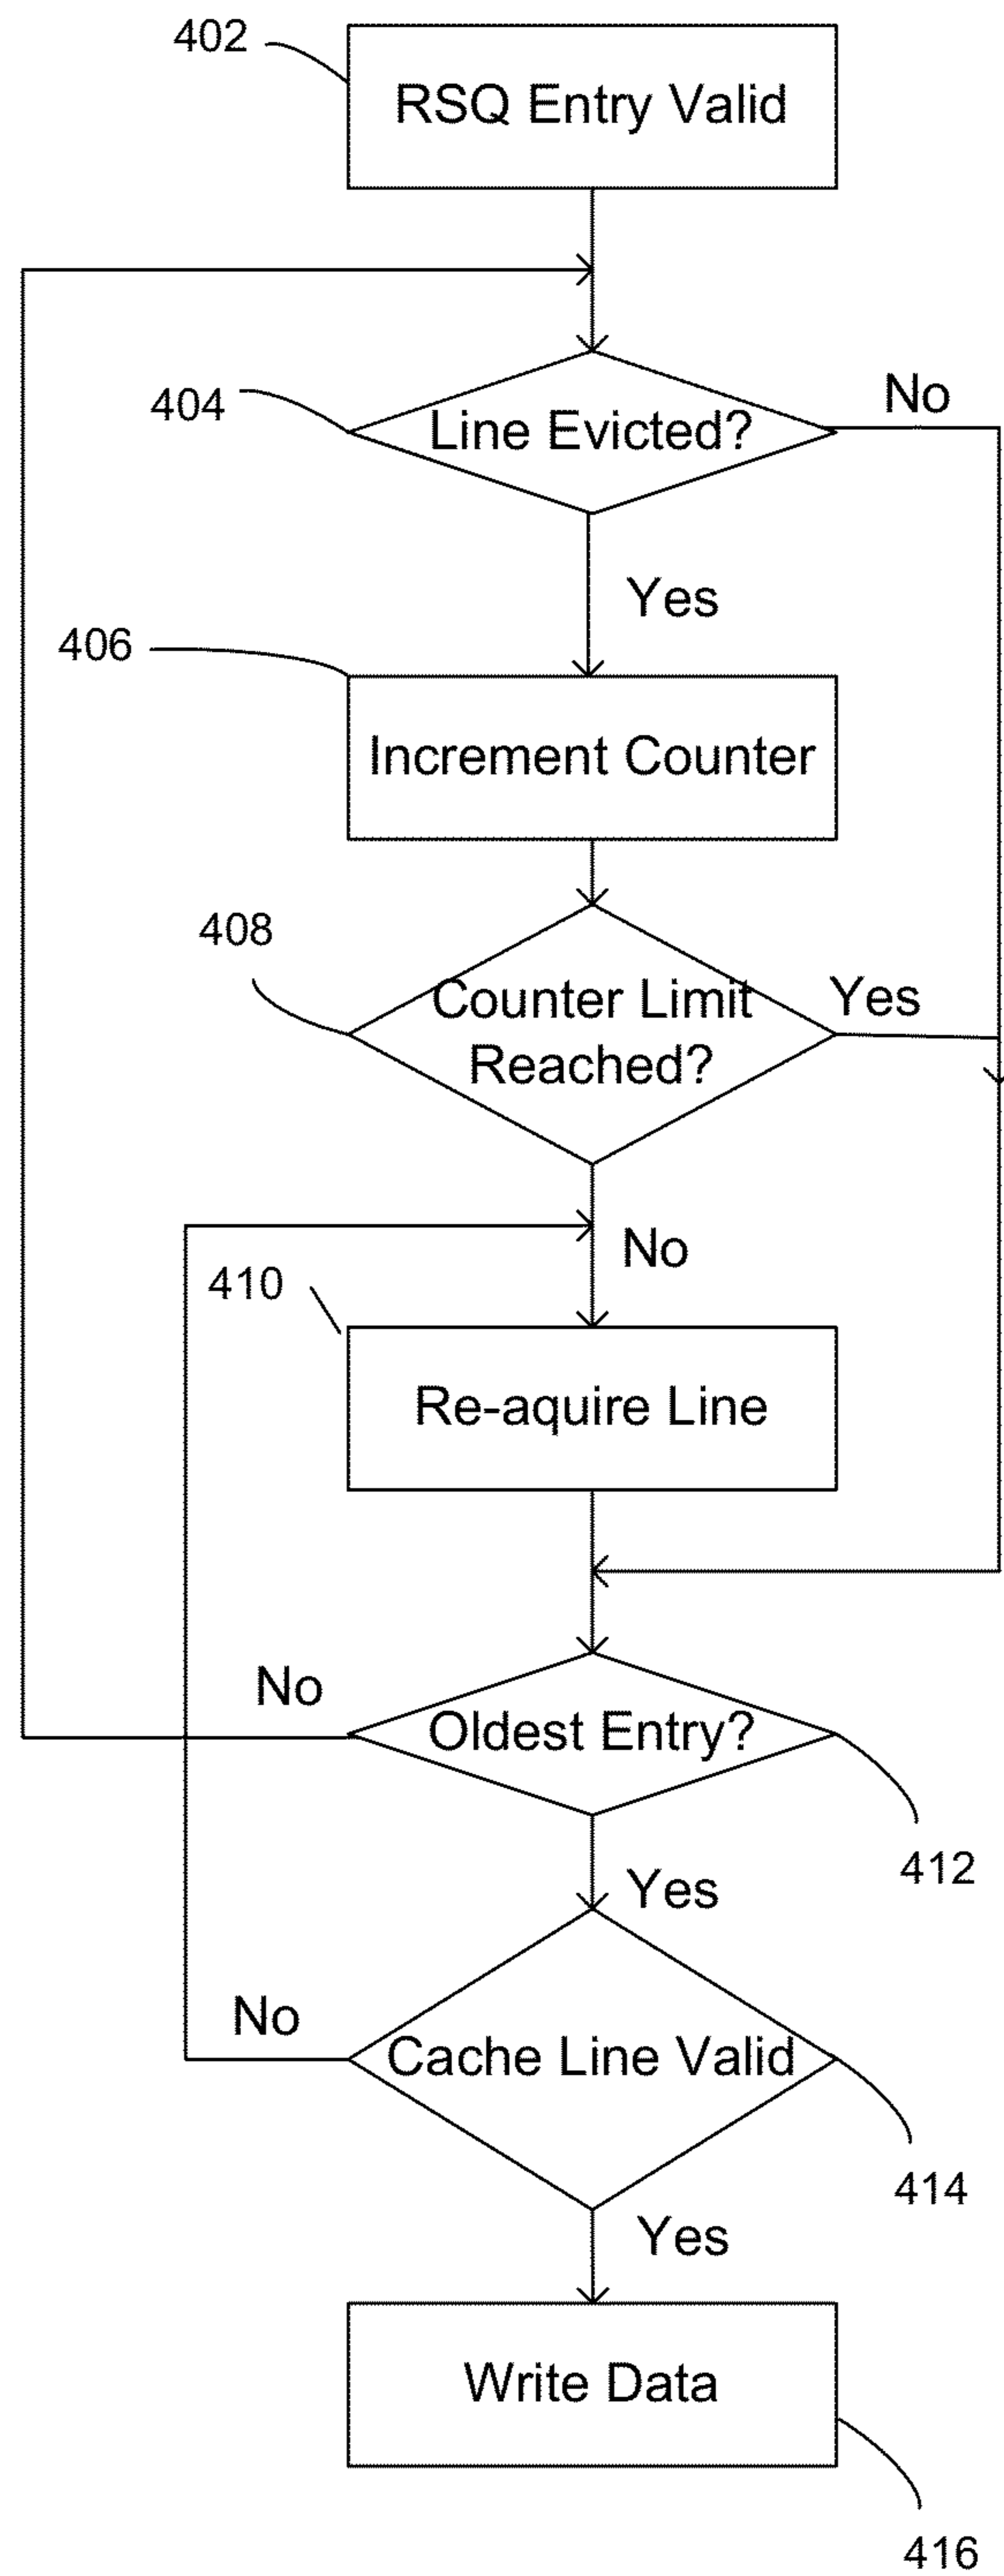 402
RSQ Entry Valid
404
Line Evicted?
No
Yes
406
Increment Counter
408
Counter Limit
Reached?
Yes
No
410
Re-aquire Line
No
Oldest Entry?
412
Yes
No
Cache Line Valid
414
Yes
Write Data
416